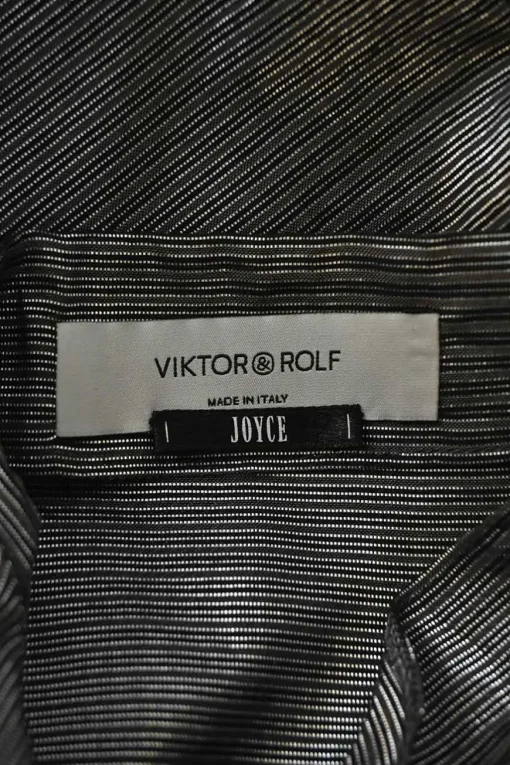 VIKTOR & ROLF
MADE IN ITALY
JOYCE